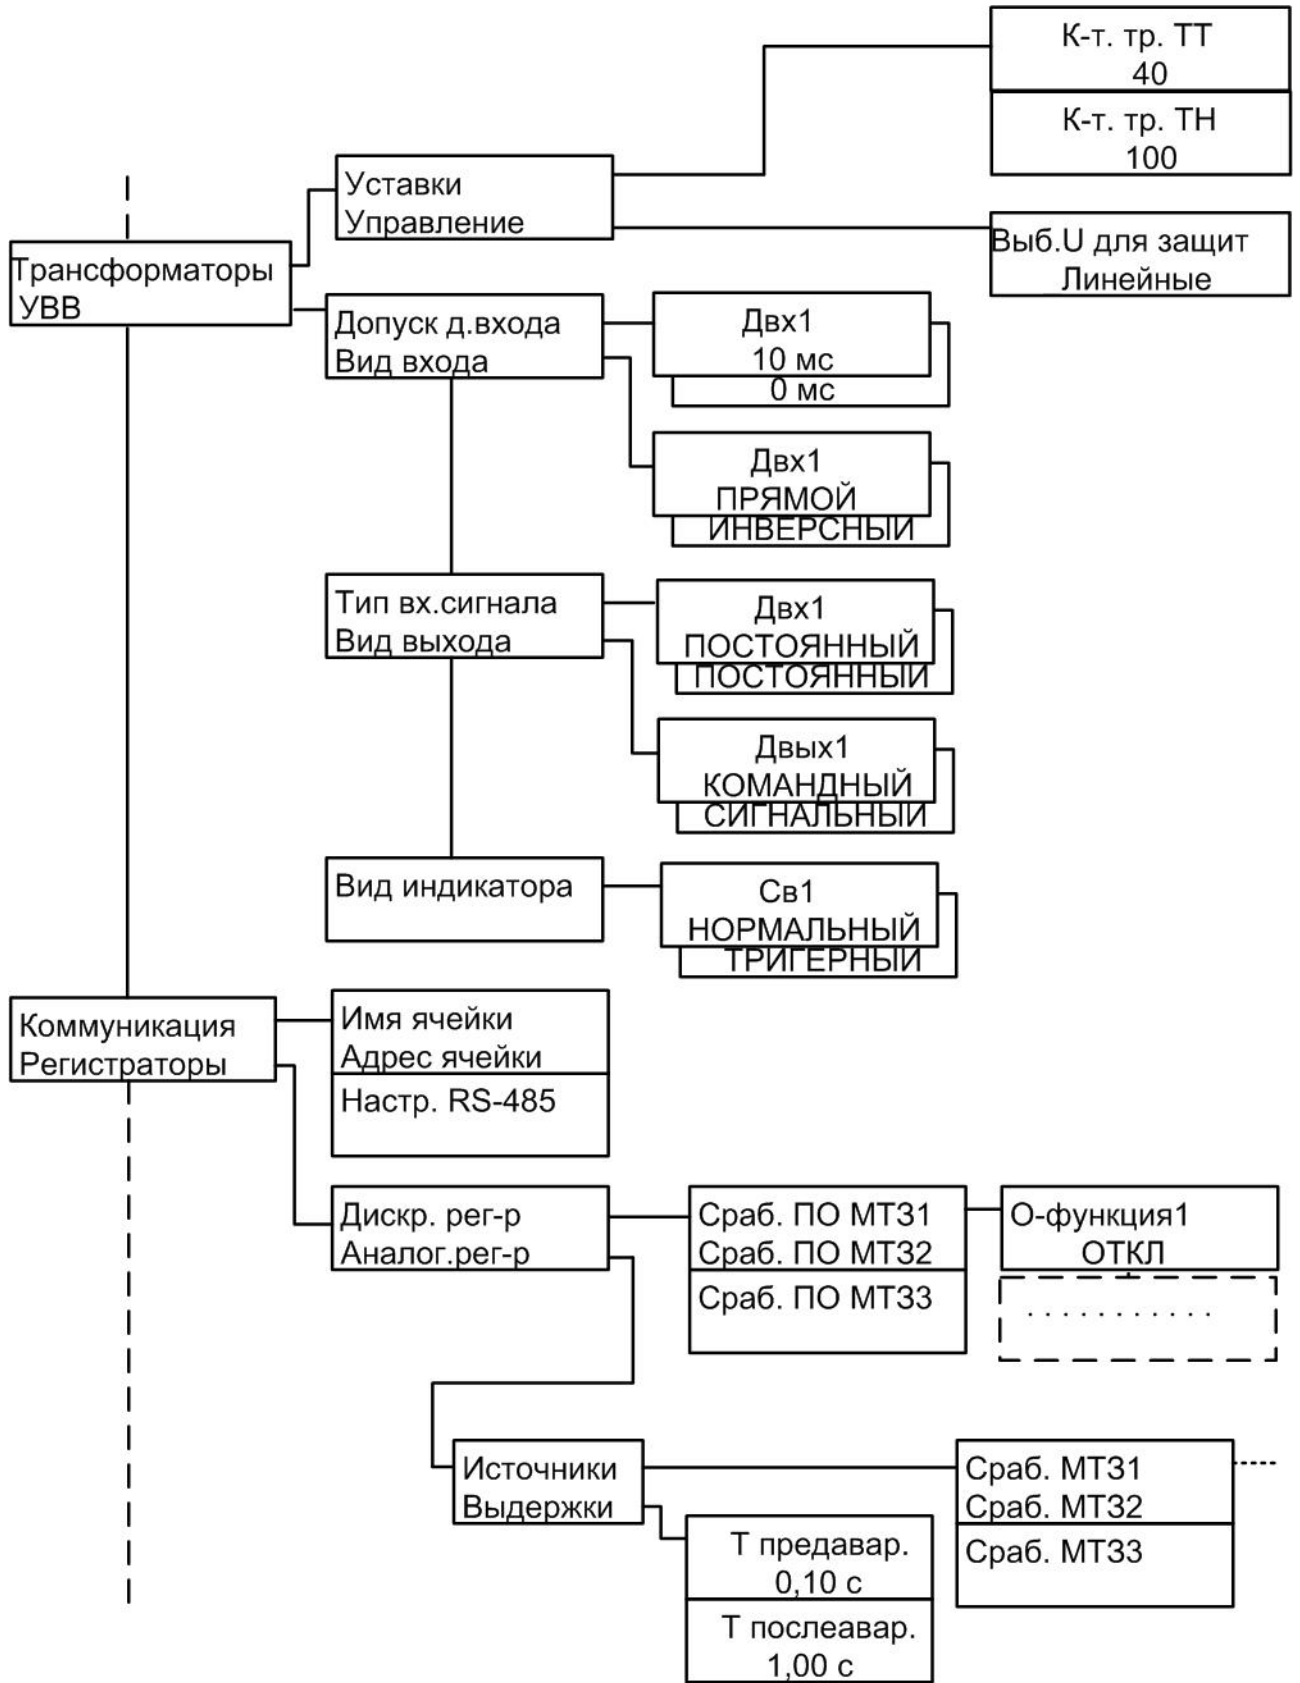 К-т. тр. ТТ
40
К-т. тр. ТН
100
Уставки
Управление
Выб.U для защит
Линейные
Трансформаторы
УВВ
Допуск д.входа
Вид входа
Двх1
10 мс
0 мс
Двх1
ПРЯМОЙ
ИНВЕРСНЫЙ
Тип вх.сигнала
Вид выхода
Двх1
ПОСТОЯННЫЙ
ПОСТОЯННЫЙ
Двых1
КОМАНДНЫЙ
СИГНАЛЬНЫЙ
Вид индикатора
Св1
НОРМАЛЬНЫЙ
ТРИГЕРНЫЙ
Коммуникация
Регистраторы
Имя ячейки
Адрес ячейки
Настр. RS-485
Дискр. рег-р
Аналог.рег-р
Сраб. ПО МТЗ1
Сраб. ПО МТЗ2
Сраб. ПО МТЗ3
О-функция1
ОТКЛ
. . . . . . . . . . .
Источники
Выдержки
Сраб. МТЗ1
Сраб. МТЗ2
Сраб. МТЗ3
Т предавар.
0,10 с
Т послеавар.
1,00 с